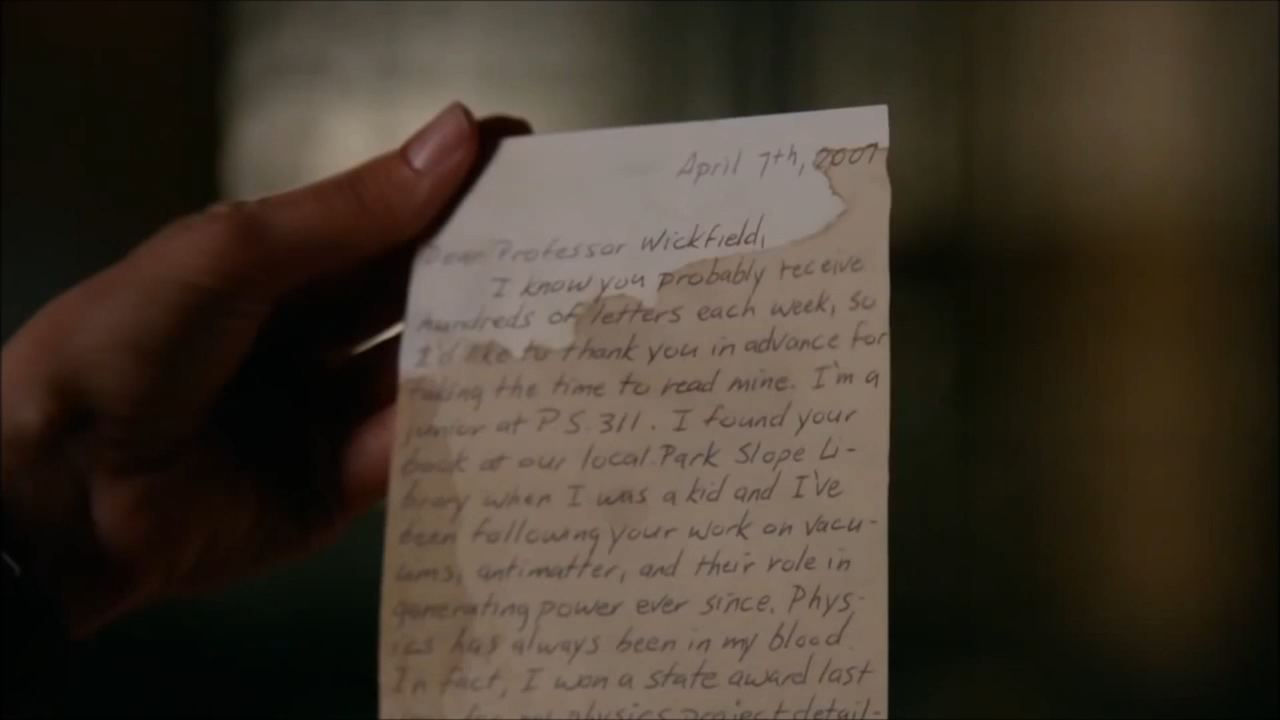 April 7th, 2007
Dear Professor Wickfield,
I know you probably receive
hundreds of letters each week, so
I'd like to thank you in advance for
taking the time to read mine. I'm a
junior at P.S. 311. I found your
book at our local Park Slope Li-
brary when I was a kid and I've
been following your work on vacu-
ums, antimatter, and their role in
generating power ever since. Phys-
ics has always been in my blood.
In fact, I won a state award last
physics project detail-